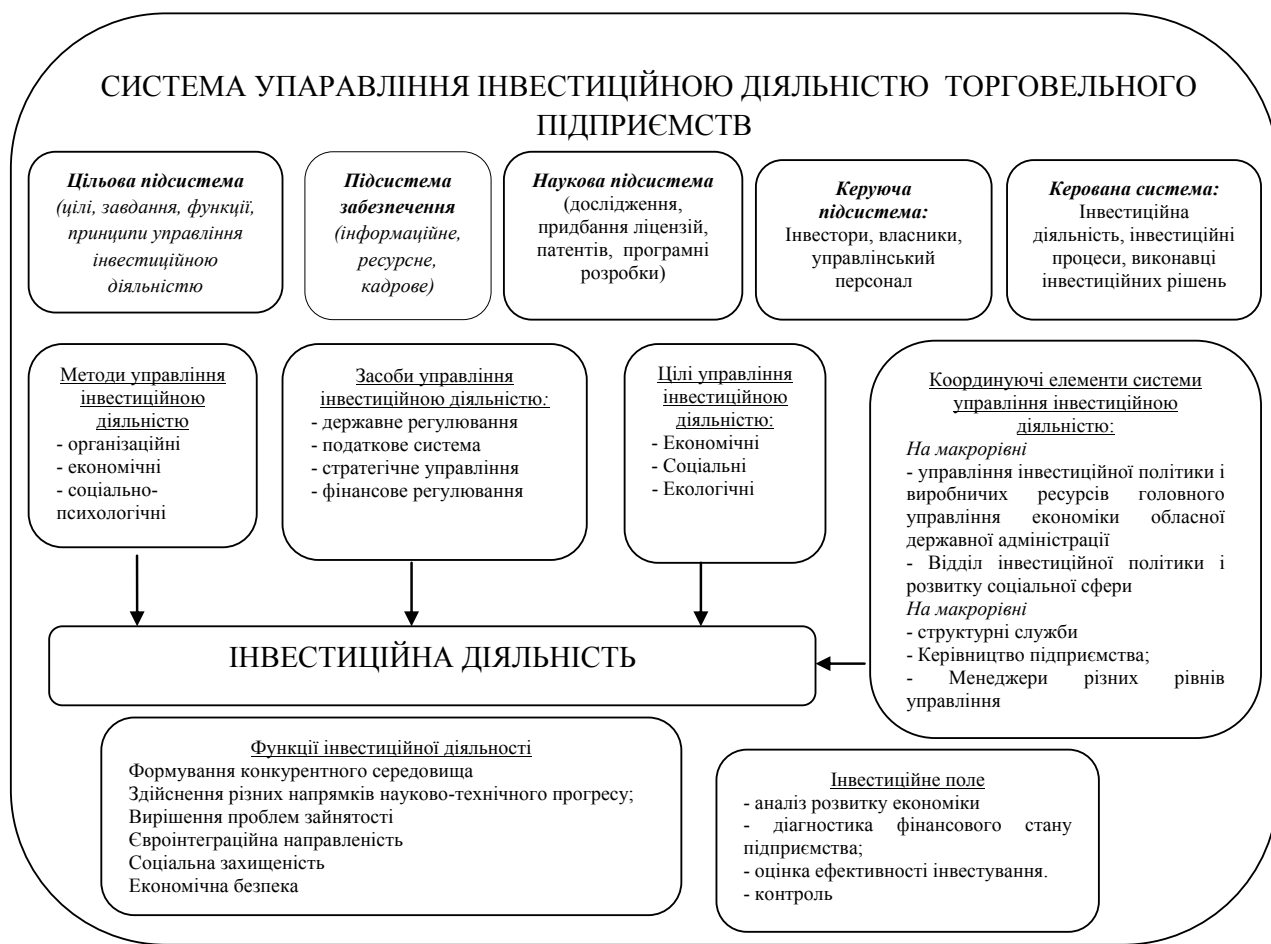 СИСТЕМА УПАРАВЛІННЯ ІНВЕСТИЦІЙНОЮ ДІЯЛЬНІСТЮ ТОРГОВЕЛЬНОГО
ПІДПРИЄМСТВ
Цільова підсистема
(цілі, завдання, функції,
принципи управління
інвестиційною
діяльністю
Підсистема
забезпечення
(інформаційне,
ресурсне,
кадрове)
Наукова підсистема
(дослідження,
придбання ліцензій,
патентів, програмні
розробки)
Керуюча
підсистема:
Інвестори, власники,
управлінський
персонал
Керована система:
Інвестиційна
діяльність, інвестиційні
процеси, виконавці
інвестиційних рішень
Методи управління
інвестиційною
діяльністю
- організаційні
- економічні
- соціально-
психологічні
Засоби управління
інвестиційною діяльністю:
- державне регулювання
- податкове система
- стратегічне управління
- фінансове регулювання
Цілі управління
інвестиційною
діяльністю:
- Економічні
- Соціальні
- Екологічні
Координуючі елементи системи
управління інвестиційною
діяльністю:
На макрорівні
- управління інвестиційної політики і
виробничих ресурсів головного
управління економіки обласної
державної адміністрації
- Відділ інвестиційної політики і
розвитку соціальної сфери
На макрорівні
- структурні служби
- Керівництво підприємства;
- Менеджери різних рівнів
управління
ІНВЕСТИЦІЙНА ДІЯЛЬНІСТЬ
Функції інвестиційної діяльності
Формування конкурентного середовища
Здійснення різних напрямків науково-технічного прогресу;
Вирішення проблем зайнятості
Євроінтеграційна направленість
Соціальна захищеність
Економічна безпека
Інвестиційне поле
- аналіз розвитку економіки
- діагностика фінансового стану
підприємства;
- оцінка ефективності інвестування.
- контроль